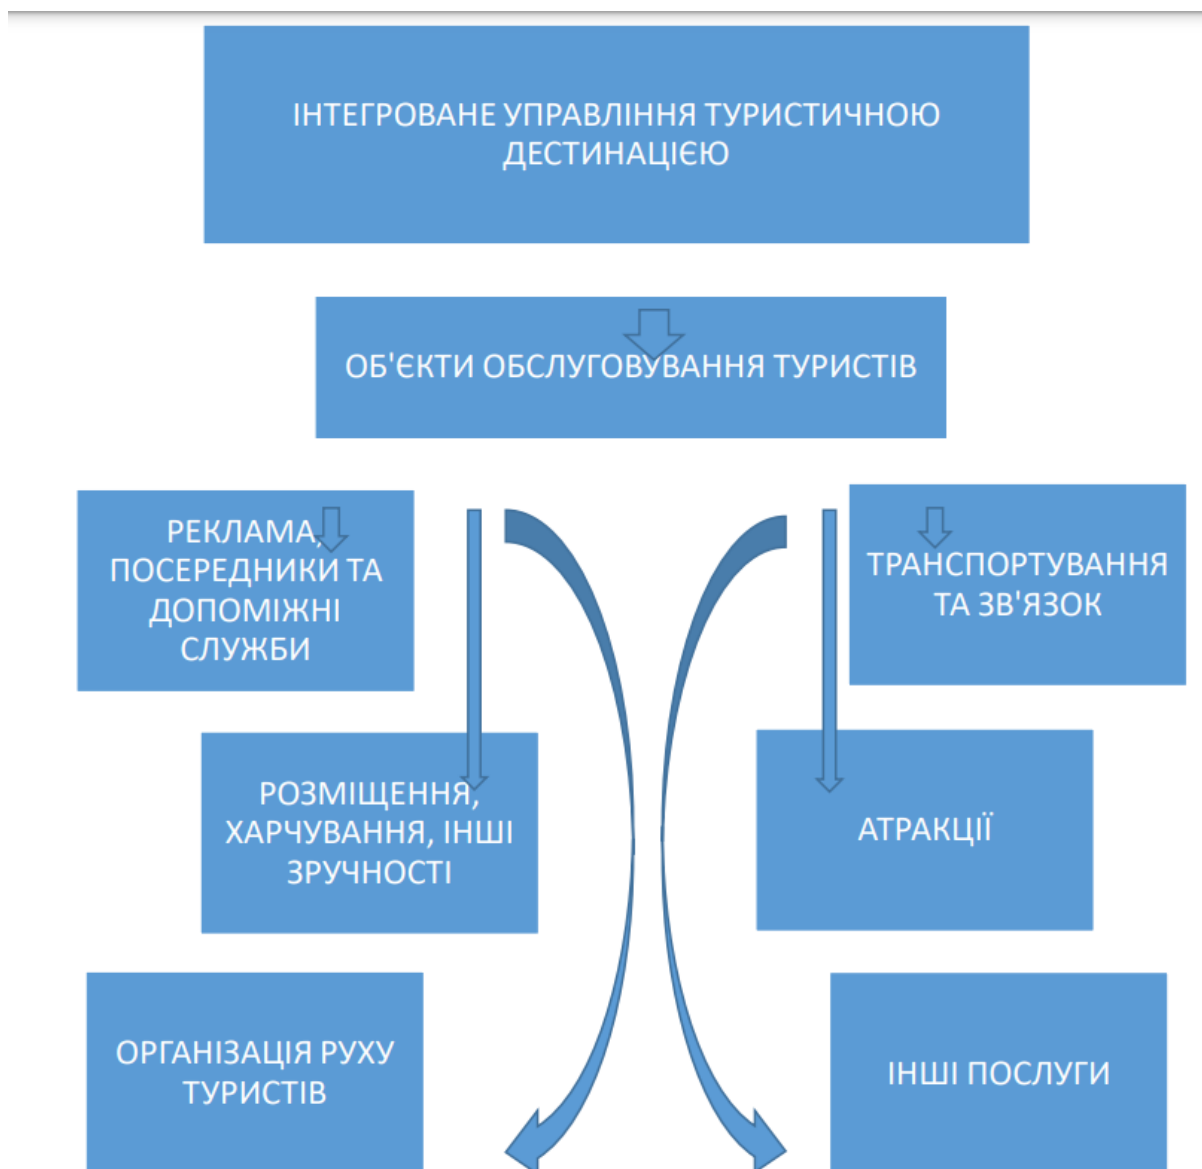 ІНТЕГРОВАНЕ УПРАВЛІННЯ ТУРИСТИЧНОЮ
ДЕСТИНАЦІЄЮ
ОБ'ЄКТИ ОБСЛУГОВУВАННЯ ТУРИСТІВ
РЕКЛАМА,
ПОСЕРЕДНИКИ ТА
ДОПОМІЖНІ
СЛУЖБИ
ТРАНСПОРТУВАННЯ
ТА ЗВ'ЯЗОК
РОЗМІЩЕННЯ,
ХАРЧУВАННЯ, ІНШІ
ЗРУЧНОСТІ
АТРАКЦІЇ
ОРГАНІЗАЦІЯ РУХУ
ТУРИСТІВ
ІНШІ ПОСЛУГИ